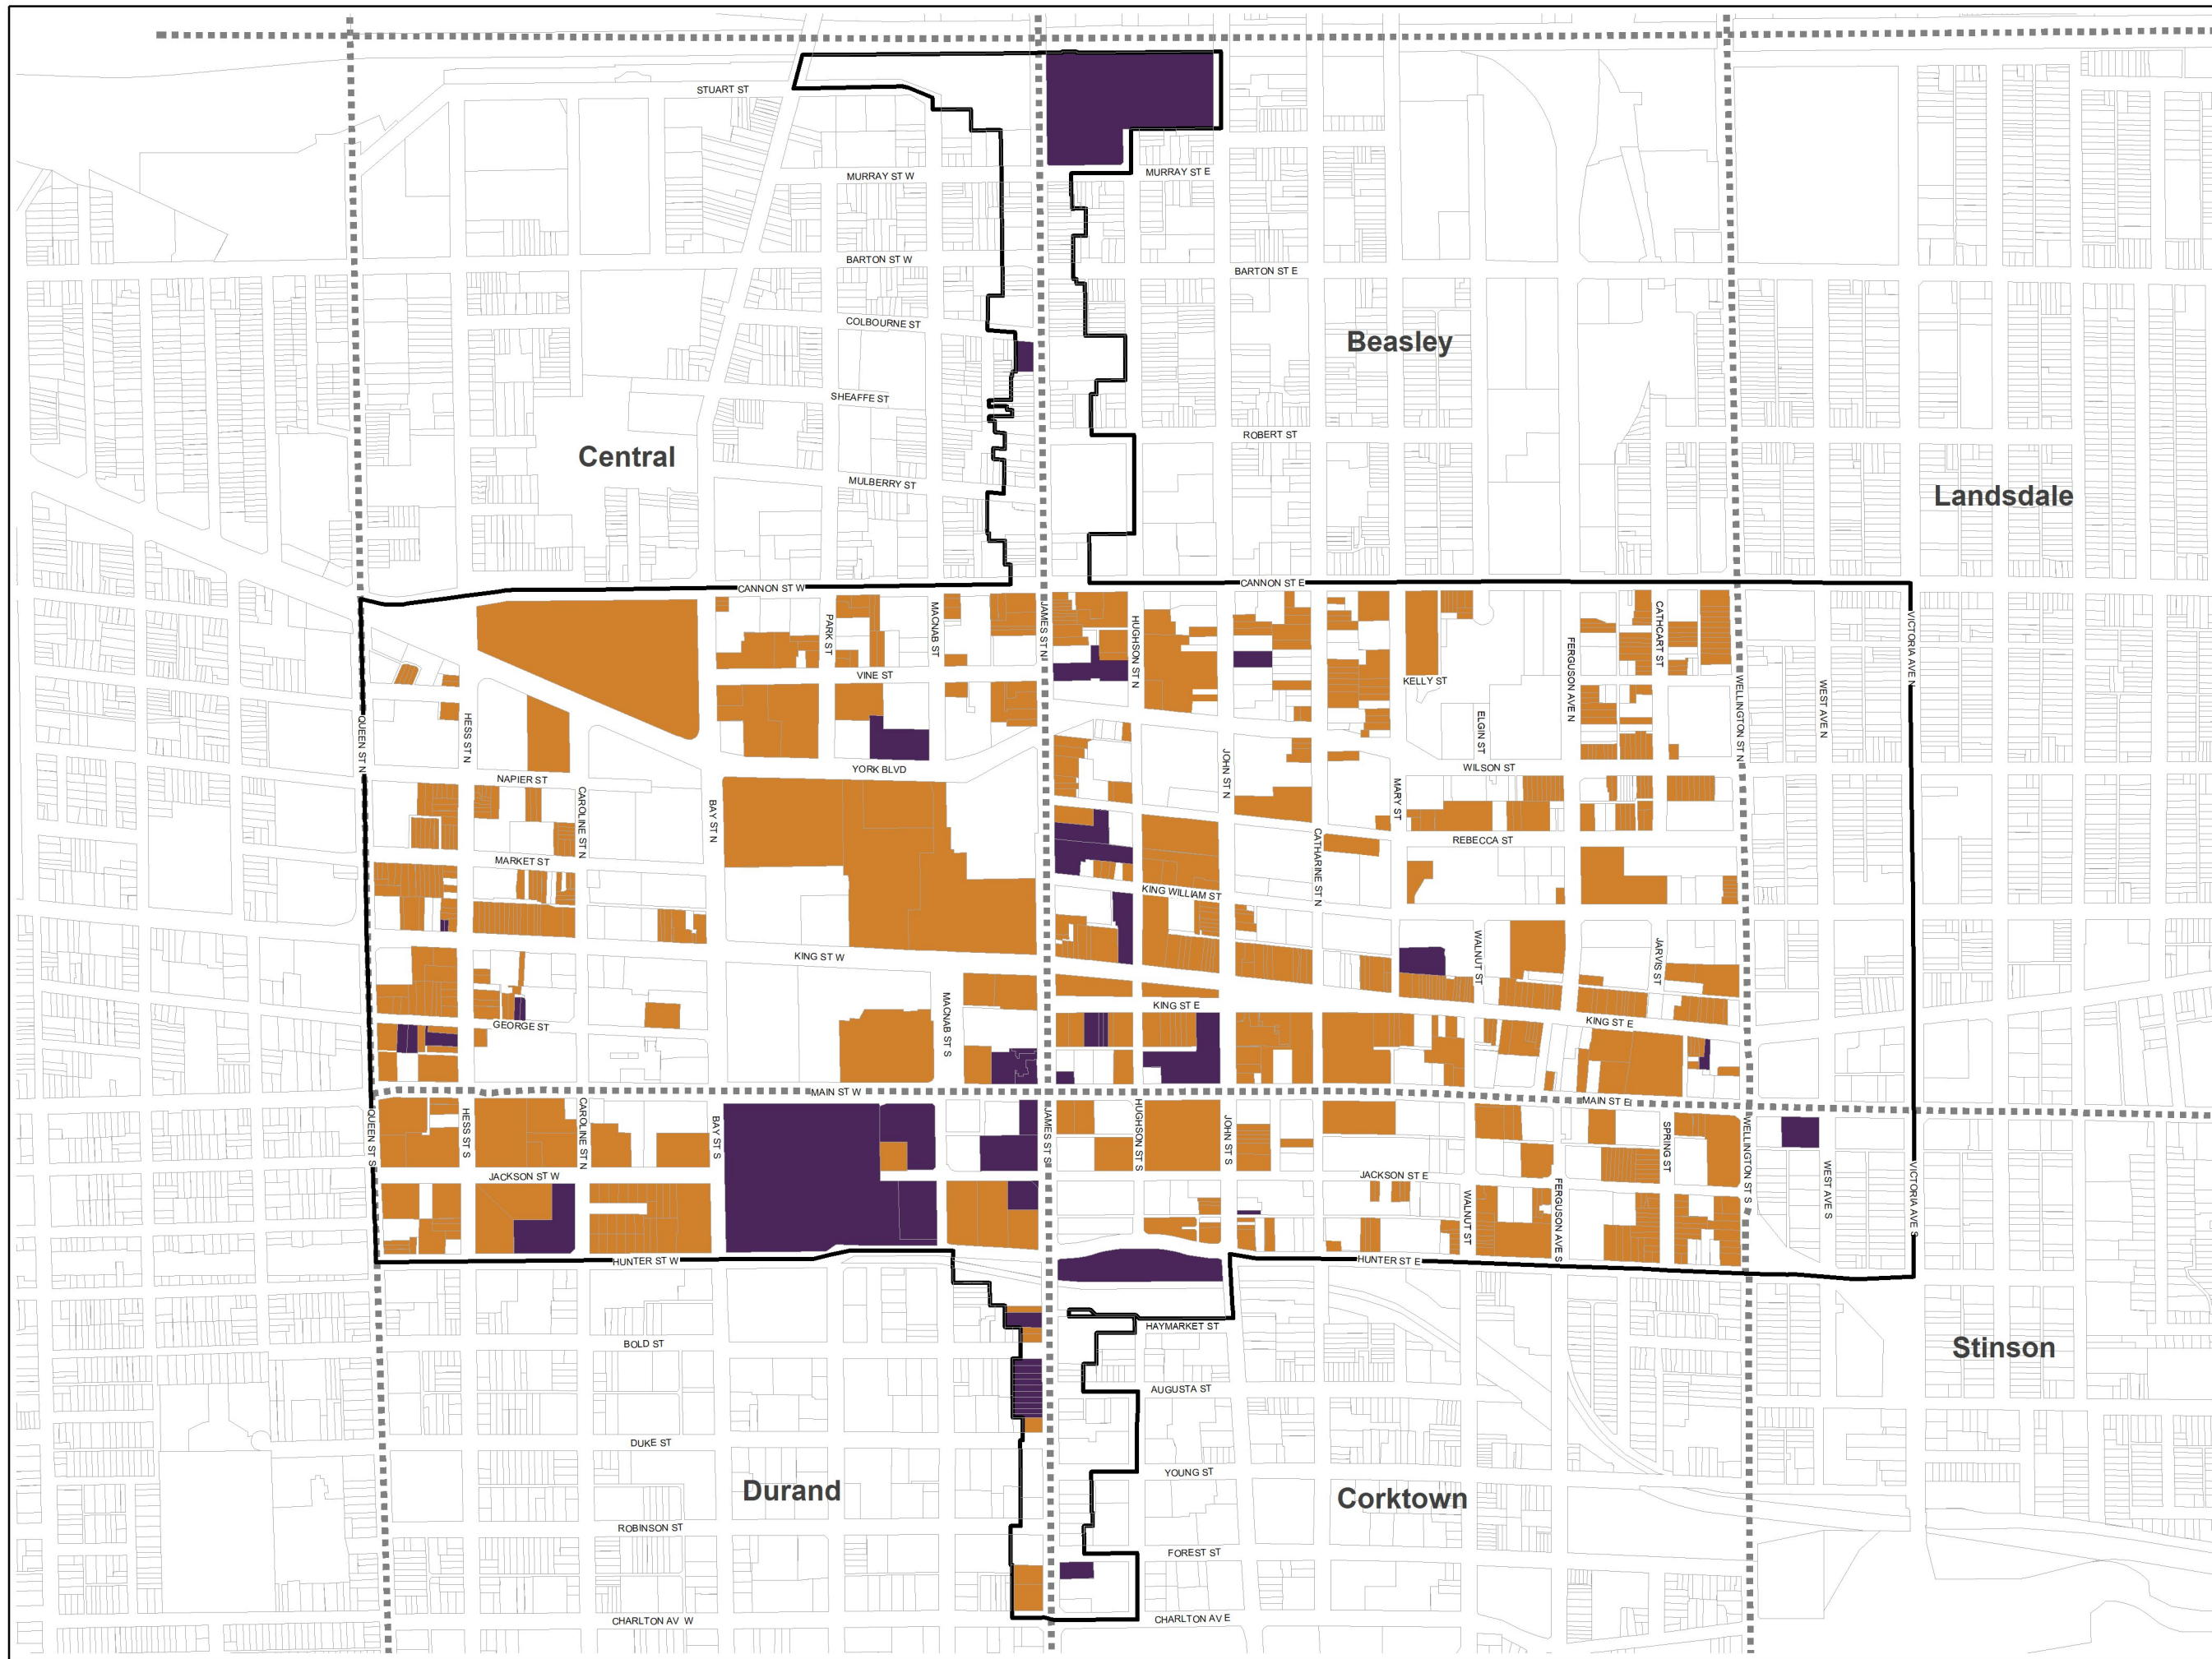 STUART ST
MURRAY ST W
MURRAY ST E
BARTON ST W
BARTON ST E
COLBOURNE ST
Beasley
SHEAFFE ST
ROBERT ST
Central
MULBERRY ST
Landsdale
CANNON ST W
CANNON ST E
PARK ST
MACNAB ST
JAMES ST N
HUGHSON ST N
CATHCART ST
FERGUSON AVE N
VICTORIA AVE N
VINE ST
KELLY ST
WELLINGTON ST N
WEST AVE N
QUEEN ST N
HESS ST N
ELGIN ST
JOHN ST N
YORK BLVD
WILSON ST
NAPIER ST
CAROLINE ST N
BAY ST N
MARY ST
CATHARINE ST N
REBECCA ST
MARKET ST
KING WILLIAM ST
WALNUT ST
JARVIS ST
KING ST W
MACNAB ST S
KING ST E
GEORGE ST
KING ST E
MAIN ST W
MAIN ST E
QUEEN ST S
HESS ST S
CAROLINE ST N
BAY ST S
JAMES ST S
HUGHSON ST S
JOHN ST S
SPRING ST
WELLINGTON ST S
WEST AVE S
VICTORIA AVE S
JACKSON ST W
JACKSON ST E
WALNUT ST
FERGUSON AVE S
HUNTER ST W
HUNTER ST E
HAYMARKET ST
BOLD ST
Stinson
AUGUSTA ST
DUKE ST
YOUNG ST
Durand
Corktown
ROBINSON ST
FOREST ST
CHARLTON AV W
CHARLTON AV E